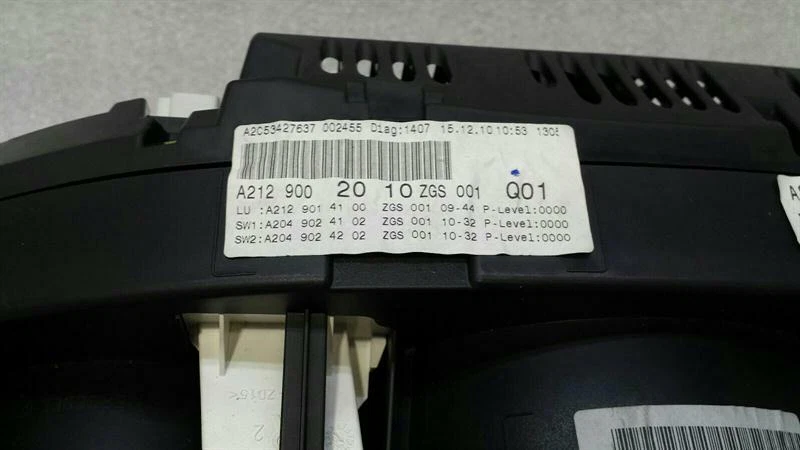 A2C53427637 002455 Diag:1407 15.12.10 10:53 1308
A212 900 20 10 ZGS 001 Q01
LU :A212 901 41 00 ZGS 001 09-44 P-Level:0000
SW1:A204 902 41 02 ZGS 001 10-32 P-Level:0000
SW2:A204 902 42 02 ZGS 001 10-32 P-Level:0000
2